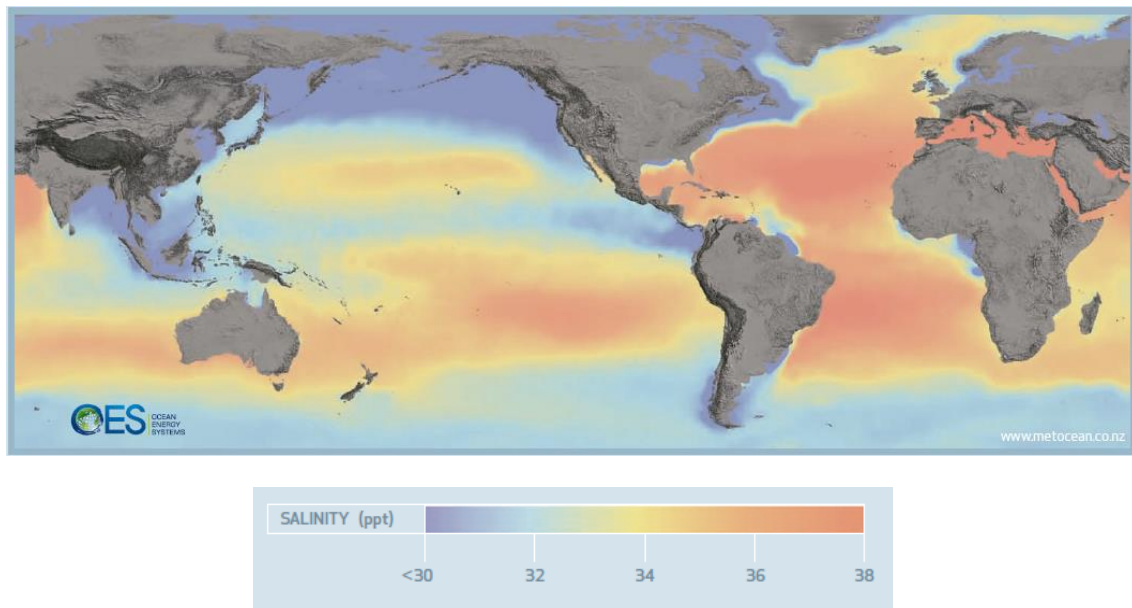 OES
OCEAN
ENERGY
SYSTEMS
www.metocean.co.nz
SALINITY (ppt)
<30 32 34 36 38